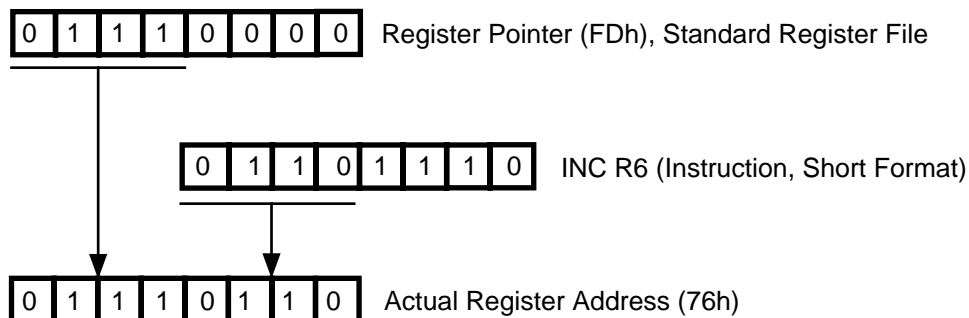 0 1 1 1 0 0 0 0 Register Pointer (FDh), Standard Register File
0 1 1 0 1 1 1 0 INC R6 (Instruction, Short Format)
0 1 1 1 0 1 1 0 Actual Register Address (76h)